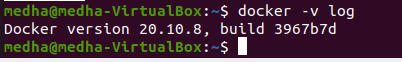 medha@medha-VirtualBox:~$ docker -v log
Docker version 20.10.8, build 3967b7d
medha@medha-VirtualBox:~$